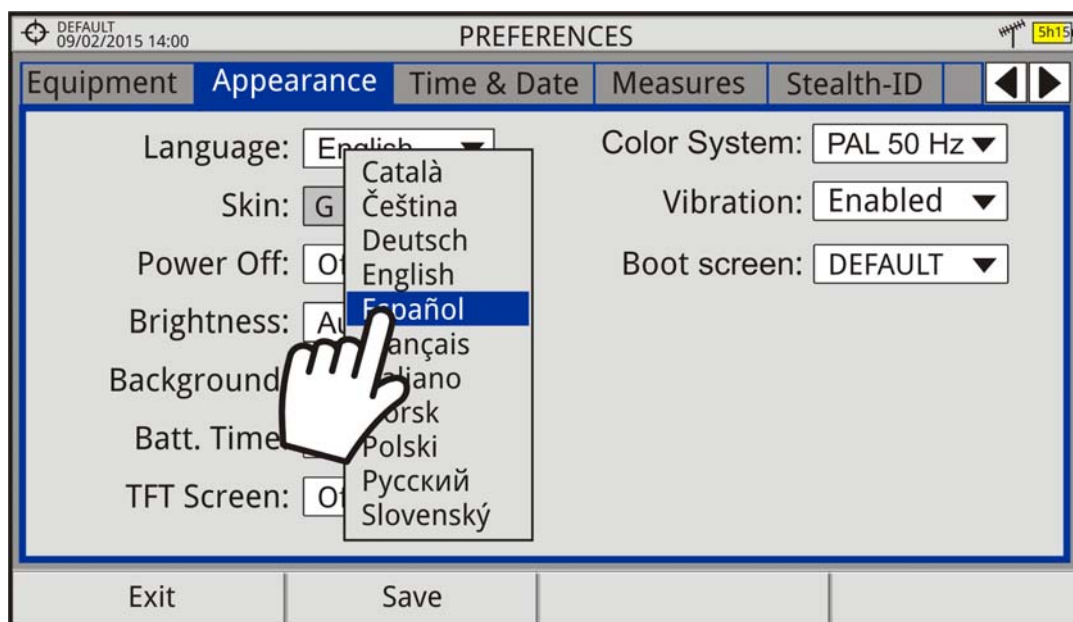 DEFAULT
09/02/2015 14:00
PREFERENCES
5h15
Equipment Appearance Time & Date Measures Stealth-ID
Language: English
Color System: PAL 50 Hz
Skin: G
Vibration: Enabled
Power Off:
Boot screen: DEFAULT
Brightness:
Background
Batt. Time
TFT Screen:
Català
Čeština
Deutsch
English
Español
Polski
Русский
Slovenský
Exit Save